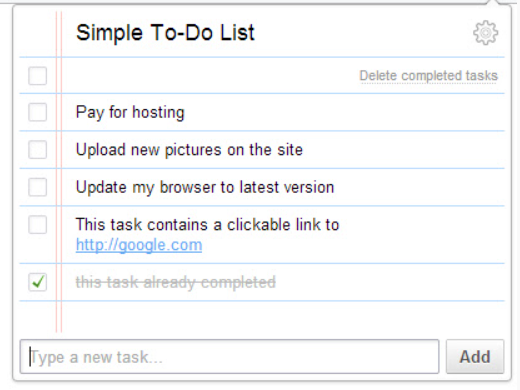 Simple To-Do List
Delete completed tasks
Pay for hosting
Upload new pictures on the site
Update my browser to latest version
This task contains a clickable link to
http://google.com
this task already completed
Type a new task...
Add